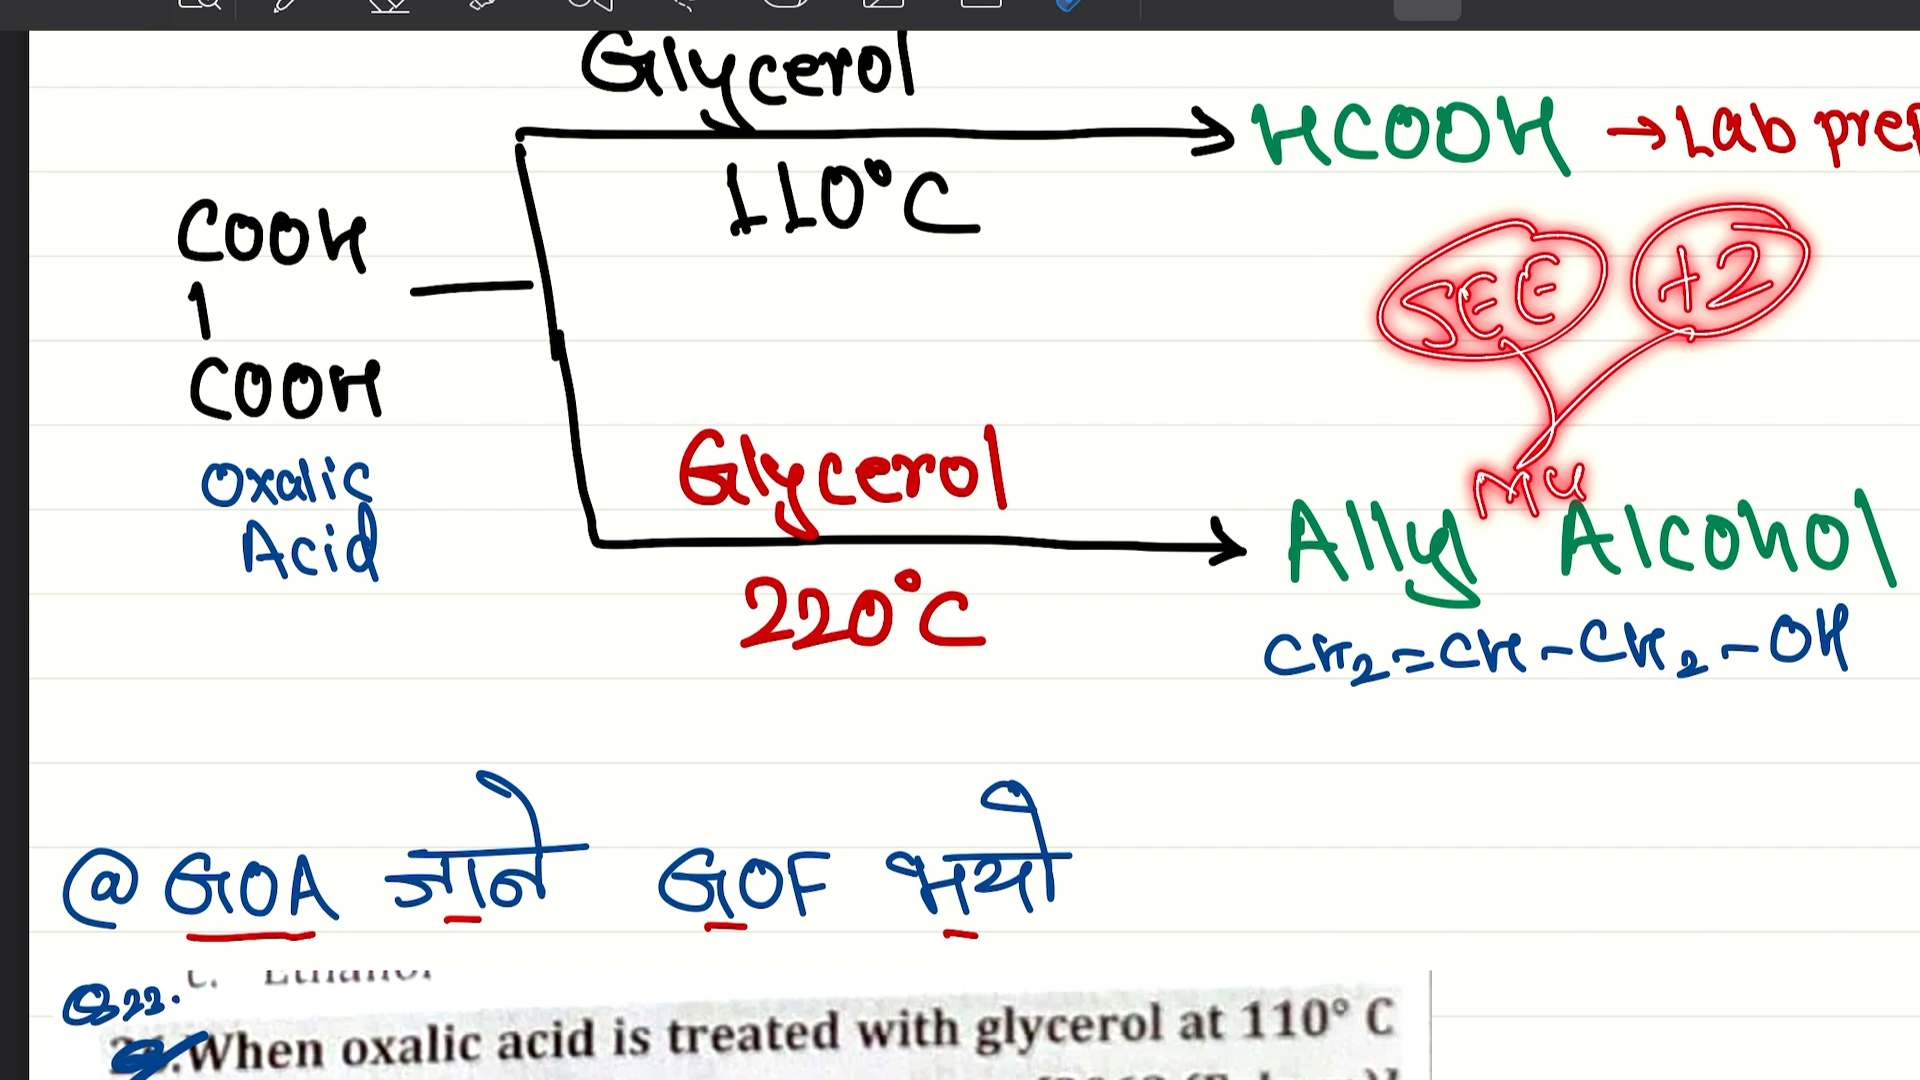 Glycerol
HCOOH → Lab prep
110°C
COOH
|
COOH
Oxalic
Acid
SEE +2
Glycerol
Allyl Alcohol
220°C
CH₂=CH-CH₂-OH
@ GOA जाने GOF भयो
C. Ethanol
Q22.
When oxalic acid is treated with glycerol at 110° C